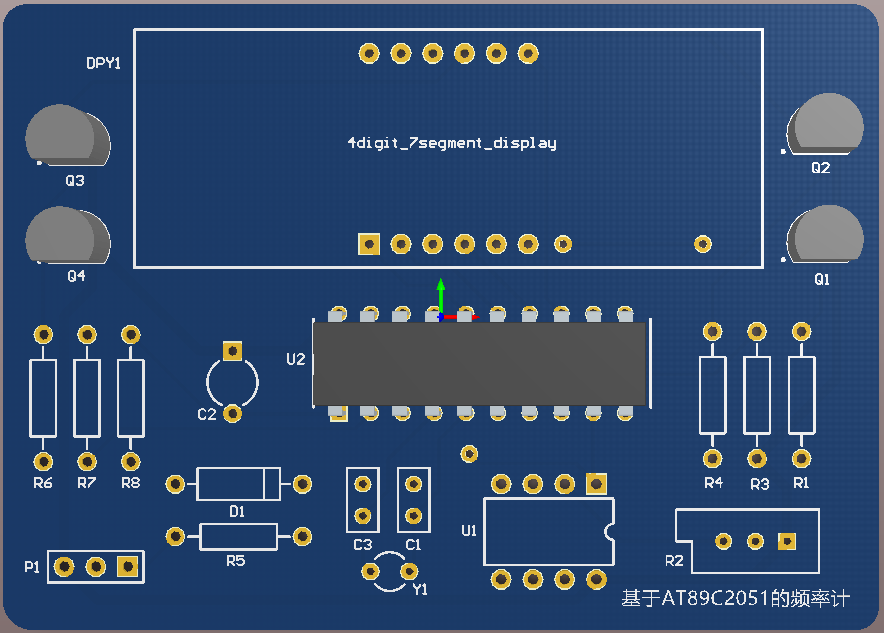 DPY1
4digit_7segment_display
Q3
Q2
Q4
Q1
U2
C2
R6
R7
R8
R4
R3
R1
D1
C3
C1
U1
R5
R2
P1
Y1
基于AT89C2051的频率计